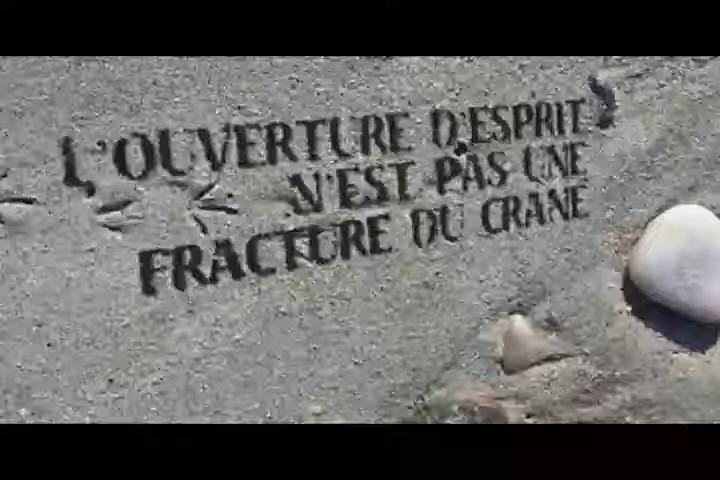 L'OUVERTURE D'ESPRIT
N'EST PAS UNE
FRACTURE DU CRANE